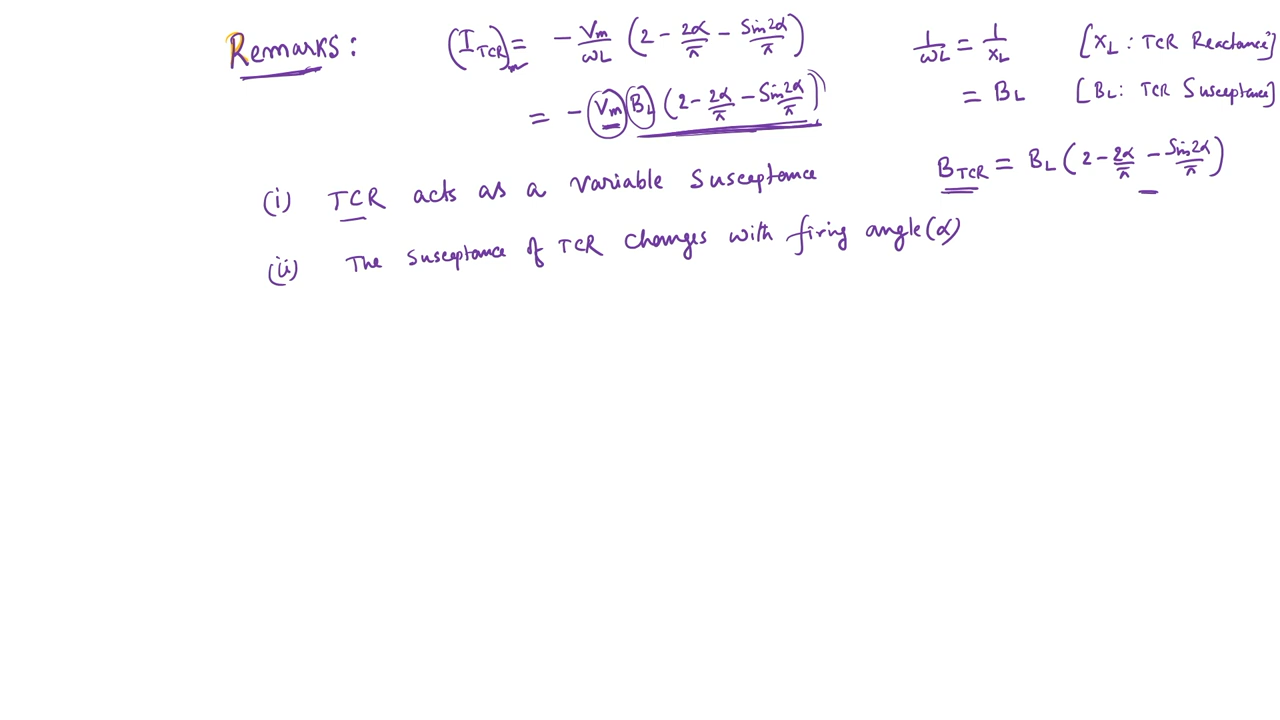 Remarks: (I_TCR) = - Vm/ωL (2 - 2α/π - Sin2α/π) 1/ωL = 1/X_L [X_L : TCR Reactance]
= - (Vm) (B_L) (2 - 2α/π - Sin2α/π) = B_L [B_L : TCR Susceptance]
B_TCR = B_L (2 - 2α/π - Sin2α/π)
(i) TCR acts as a variable Susceptance
(ii) The susceptance of TCR changes with firing angle (α)